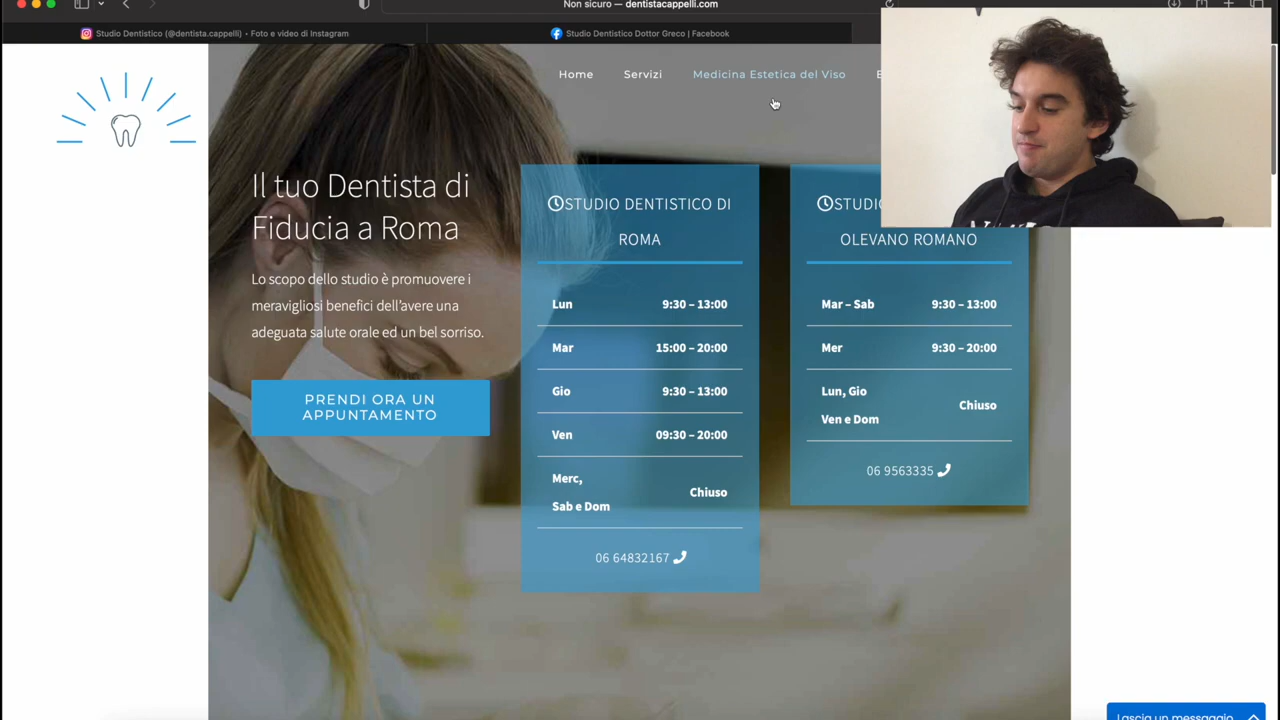 Non sicuro — dentistacappelli.com
Studio Dentistico (@dentista.cappelli) • Foto e video di Instagram
Studio Dentistico Dottor Greco | Facebook
Home
Servizi
Medicina Estetica del Viso
Il tuo Dentista di
Fiducia a Roma
Lo scopo dello studio è promuovere i
meravigliosi benefici dell'avere una
adeguata salute orale ed un bel sorriso.
PRENDI ORA UN
APPUNTAMENTO
STUDIO DENTISTICO DI
ROMA
Lun 9:30 – 13:00
Mar 15:00 – 20:00
Gio 9:30 – 13:00
Ven 09:30 – 20:00
Merc,
Sab e Dom
Chiuso
06 64832167
OLEVANO ROMANO
Mar – Sab 9:30 – 13:00
Mer 9:30 – 20:00
Lun, Gio
Ven e Dom
Chiuso
06 9563335
Lascia un messaggio